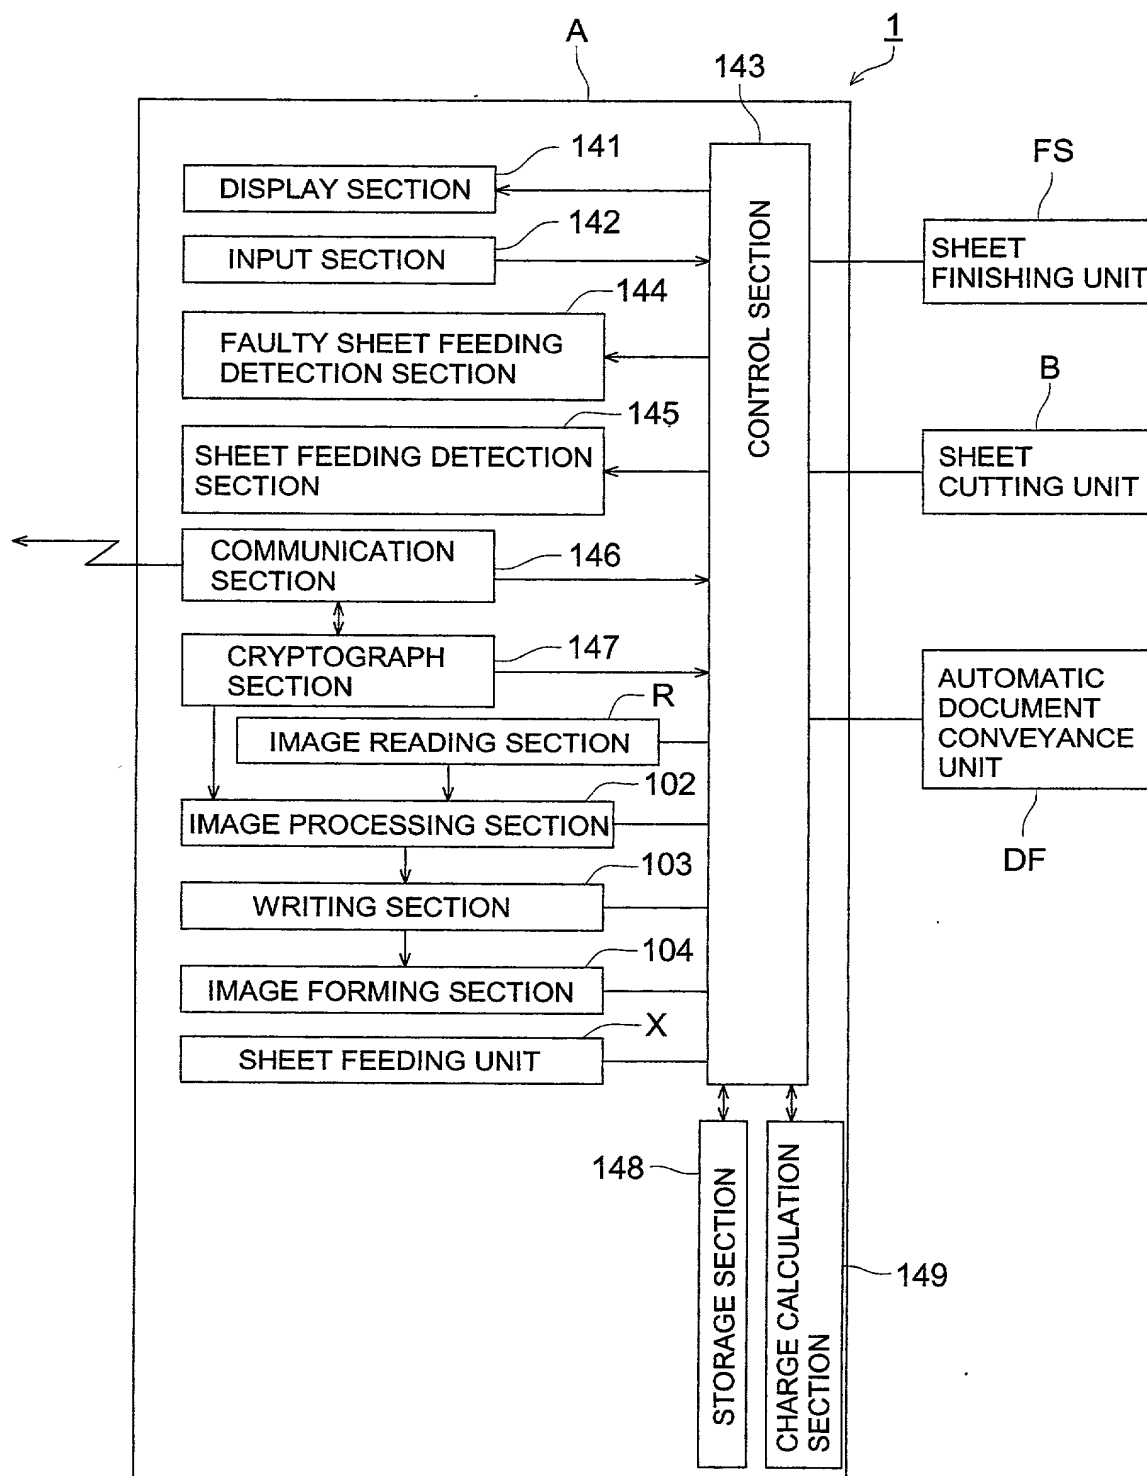 A
1
143
141
DISPLAY SECTION
142
INPUT SECTION
144
FAULTY SHEET FEEDING
DETECTION SECTION
145
SHEET FEEDING DETECTION
SECTION
COMMUNICATION
SECTION
146
CRYPTOGRAPH
SECTION
147
R
IMAGE READING SECTION
102
IMAGE PROCESSING SECTION
103
WRITING SECTION
104
IMAGE FORMING SECTION
X
SHEET FEEDING UNIT
CONTROL SECTION
FS
SHEET
FINISHING UNIT
B
SHEET
CUTTING UNIT
AUTOMATIC
DOCUMENT
CONVEYANCE
UNIT
DF
148
STORAGE SECTION
CHARGE CALCULATION
SECTION
149